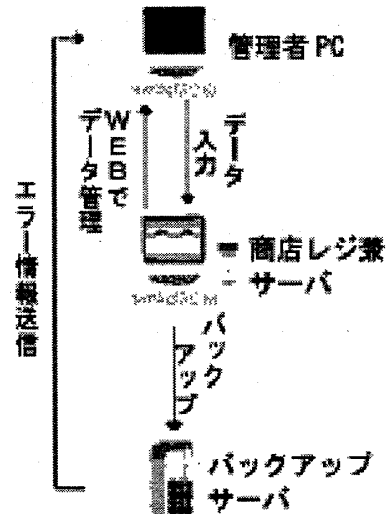 管理者 PC
WEBで
データ管理
データ
入力
エラー情報送信
商店レジ兼
サーバ
バック
アップ
バックアップ
サーバ